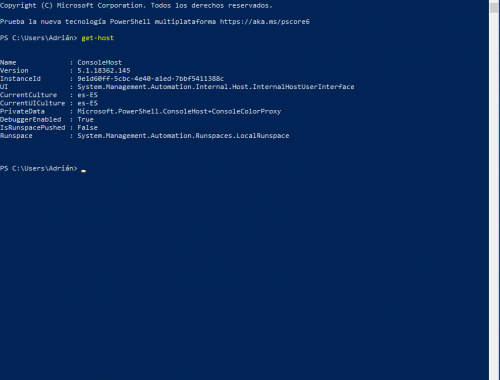 Copyright (C) Microsoft Corporation. Todos los derechos reservados.
Prueba la nueva tecnología PowerShell multiplataforma https://aka.ms/pscore6
PS C:\Users\Adrián> get-host
Name : ConsoleHost
Version : 5.1.18362.145
InstanceId : 9e1d60ff-5cbc-4e40-a1ed-7bbf5411388c
UI : System.Management.Automation.Internal.Host.InternalHostUserInterface
CurrentCulture : es-ES
CurrentUICulture : es-ES
PrivateData : Microsoft.PowerShell.ConsoleHost+ConsoleColorProxy
DebuggerEnabled : True
IsRunspacePushed : False
Runspace : System.Management.Automation.Runspaces.LocalRunspace
PS C:\Users\Adrián>